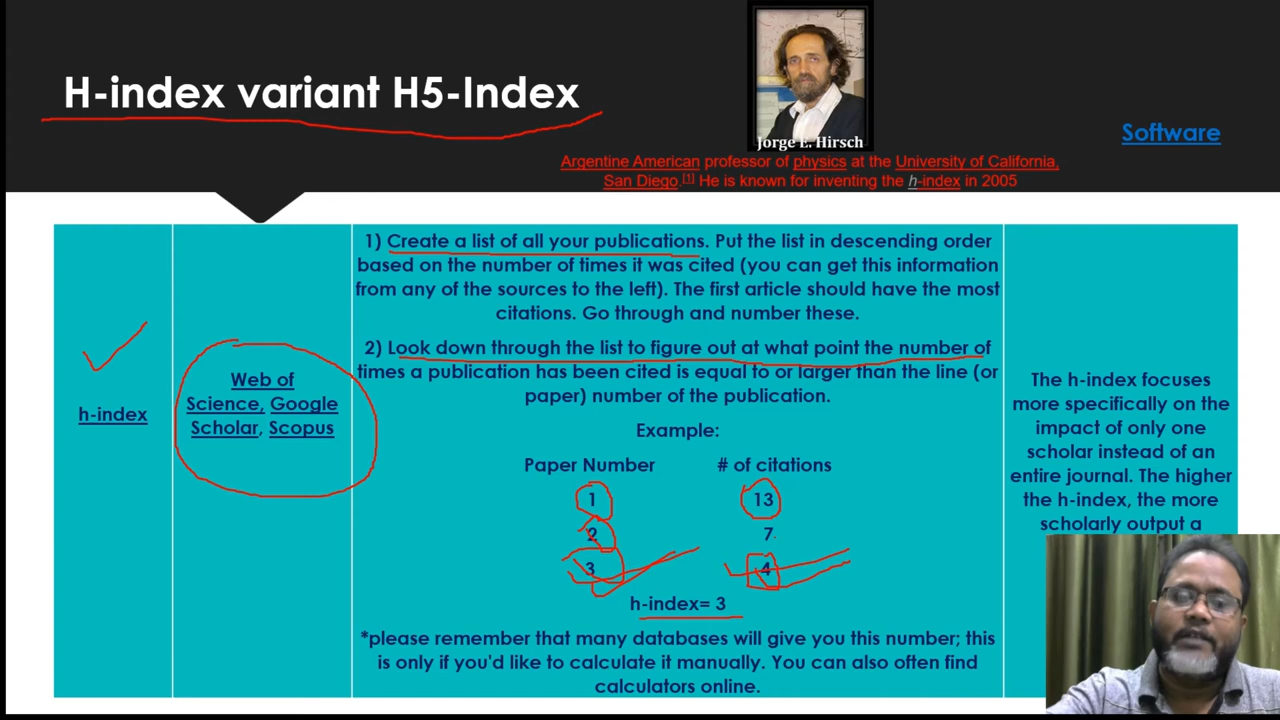 H-index variant H5-Index
Jorge E. Hirsch
Software
Argentine American professor of physics at the University of California,
San Diego.[1] He is known for inventing the h-index in 2005
h-index
Web of
Science, Google
Scholar, Scopus
1) Create a list of all your publications. Put the list in descending order
based on the number of times it was cited (you can get this information
from any of the sources to the left). The first article should have the most
citations. Go through and number these.
2) Look down through the list to figure out at what point the number of
times a publication has been cited is equal to or larger than the line (or
paper) number of the publication.
Example:
Paper Number # of citations
1 13
2 7
3 4
h-index= 3
*please remember that many databases will give you this number; this
is only if you'd like to calculate it manually. You can also often find
calculators online.
The h-index focuses
more specifically on the
impact of only one
scholar instead of an
entire journal. The higher
the h-index, the more
scholarly output a